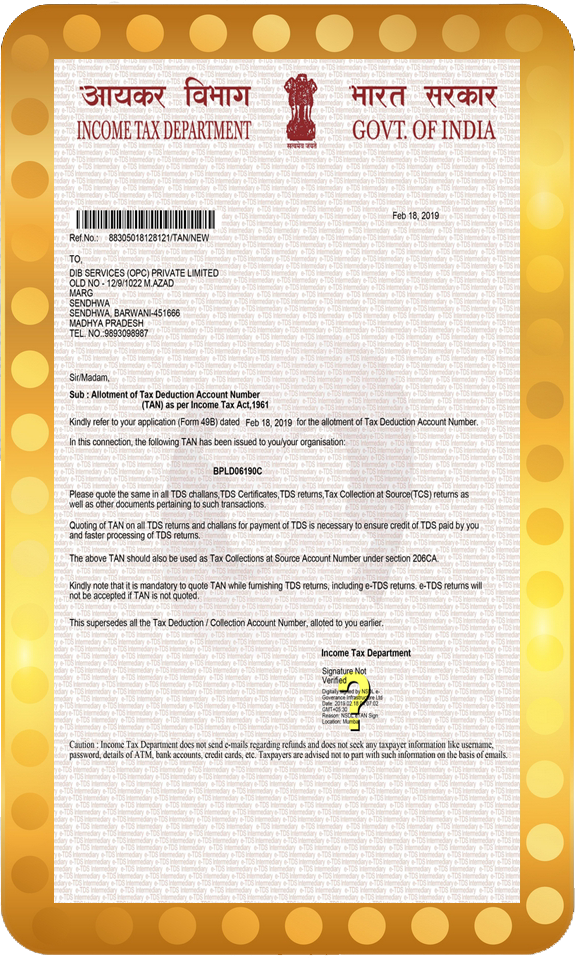 आयकर विभाग
INCOME TAX DEPARTMENT
सत्यमेव जयते
भारत सरकार
GOVT. OF INDIA
Feb 18, 2019
Ref.No.: 88305018128121/TAN/NEW
TO,
DIB SERVICES (OPC) PRIVATE LIMITED
OLD NO - 12/9/1022 M.AZAD
MARG
SENDHWA
SENDHWA, BARWANI-451666
MADHYA PRADESH
TEL. NO.:9893098987
Sir/Madam,
Sub : Allotment of Tax Deduction Account Number
(TAN) as per Income Tax Act,1961
Kindly refer to your application (Form 49B) dated Feb 18, 2019 for the allotment of Tax Deduction Account Number.
In this connection, the following TAN has been issued to you/your organisation:
BPLD06190C
Please quote the same in all TDS challans,TDS Certificates,TDS returns,Tax Collection at Source(TCS) returns as
well as other documents pertaining to such transactions.
Quoting of TAN on all TDS returns and challans for payment of TDS is necessary to ensure credit of TDS paid by you
and faster processing of TDS returns.
The above TAN should also be used as Tax Collections at Source Account Number under section 206CA.
Kindly note that it is mandatory to quote TAN while furnishing TDS returns, including e-TDS returns. e-TDS returns will
not be accepted if TAN is not quoted.
This supersedes all the Tax Deduction / Collection Account Number, alloted to you earlier.
Income Tax Department
Signature Not
Verified
Digitally signed by NSDL e-
Governance Infrastructure Ltd
Date: 2019.02.18
GMT+05:30
Reason: NSDL eTAN Sign
Location: Mumbai
Caution : Income Tax Department does not send e-mails regarding refunds and does not seek any taxpayer information like username,
password, details of ATM, bank accounts, credit cards, etc. Taxpayers are advised not to part with such information on the basis of emails.